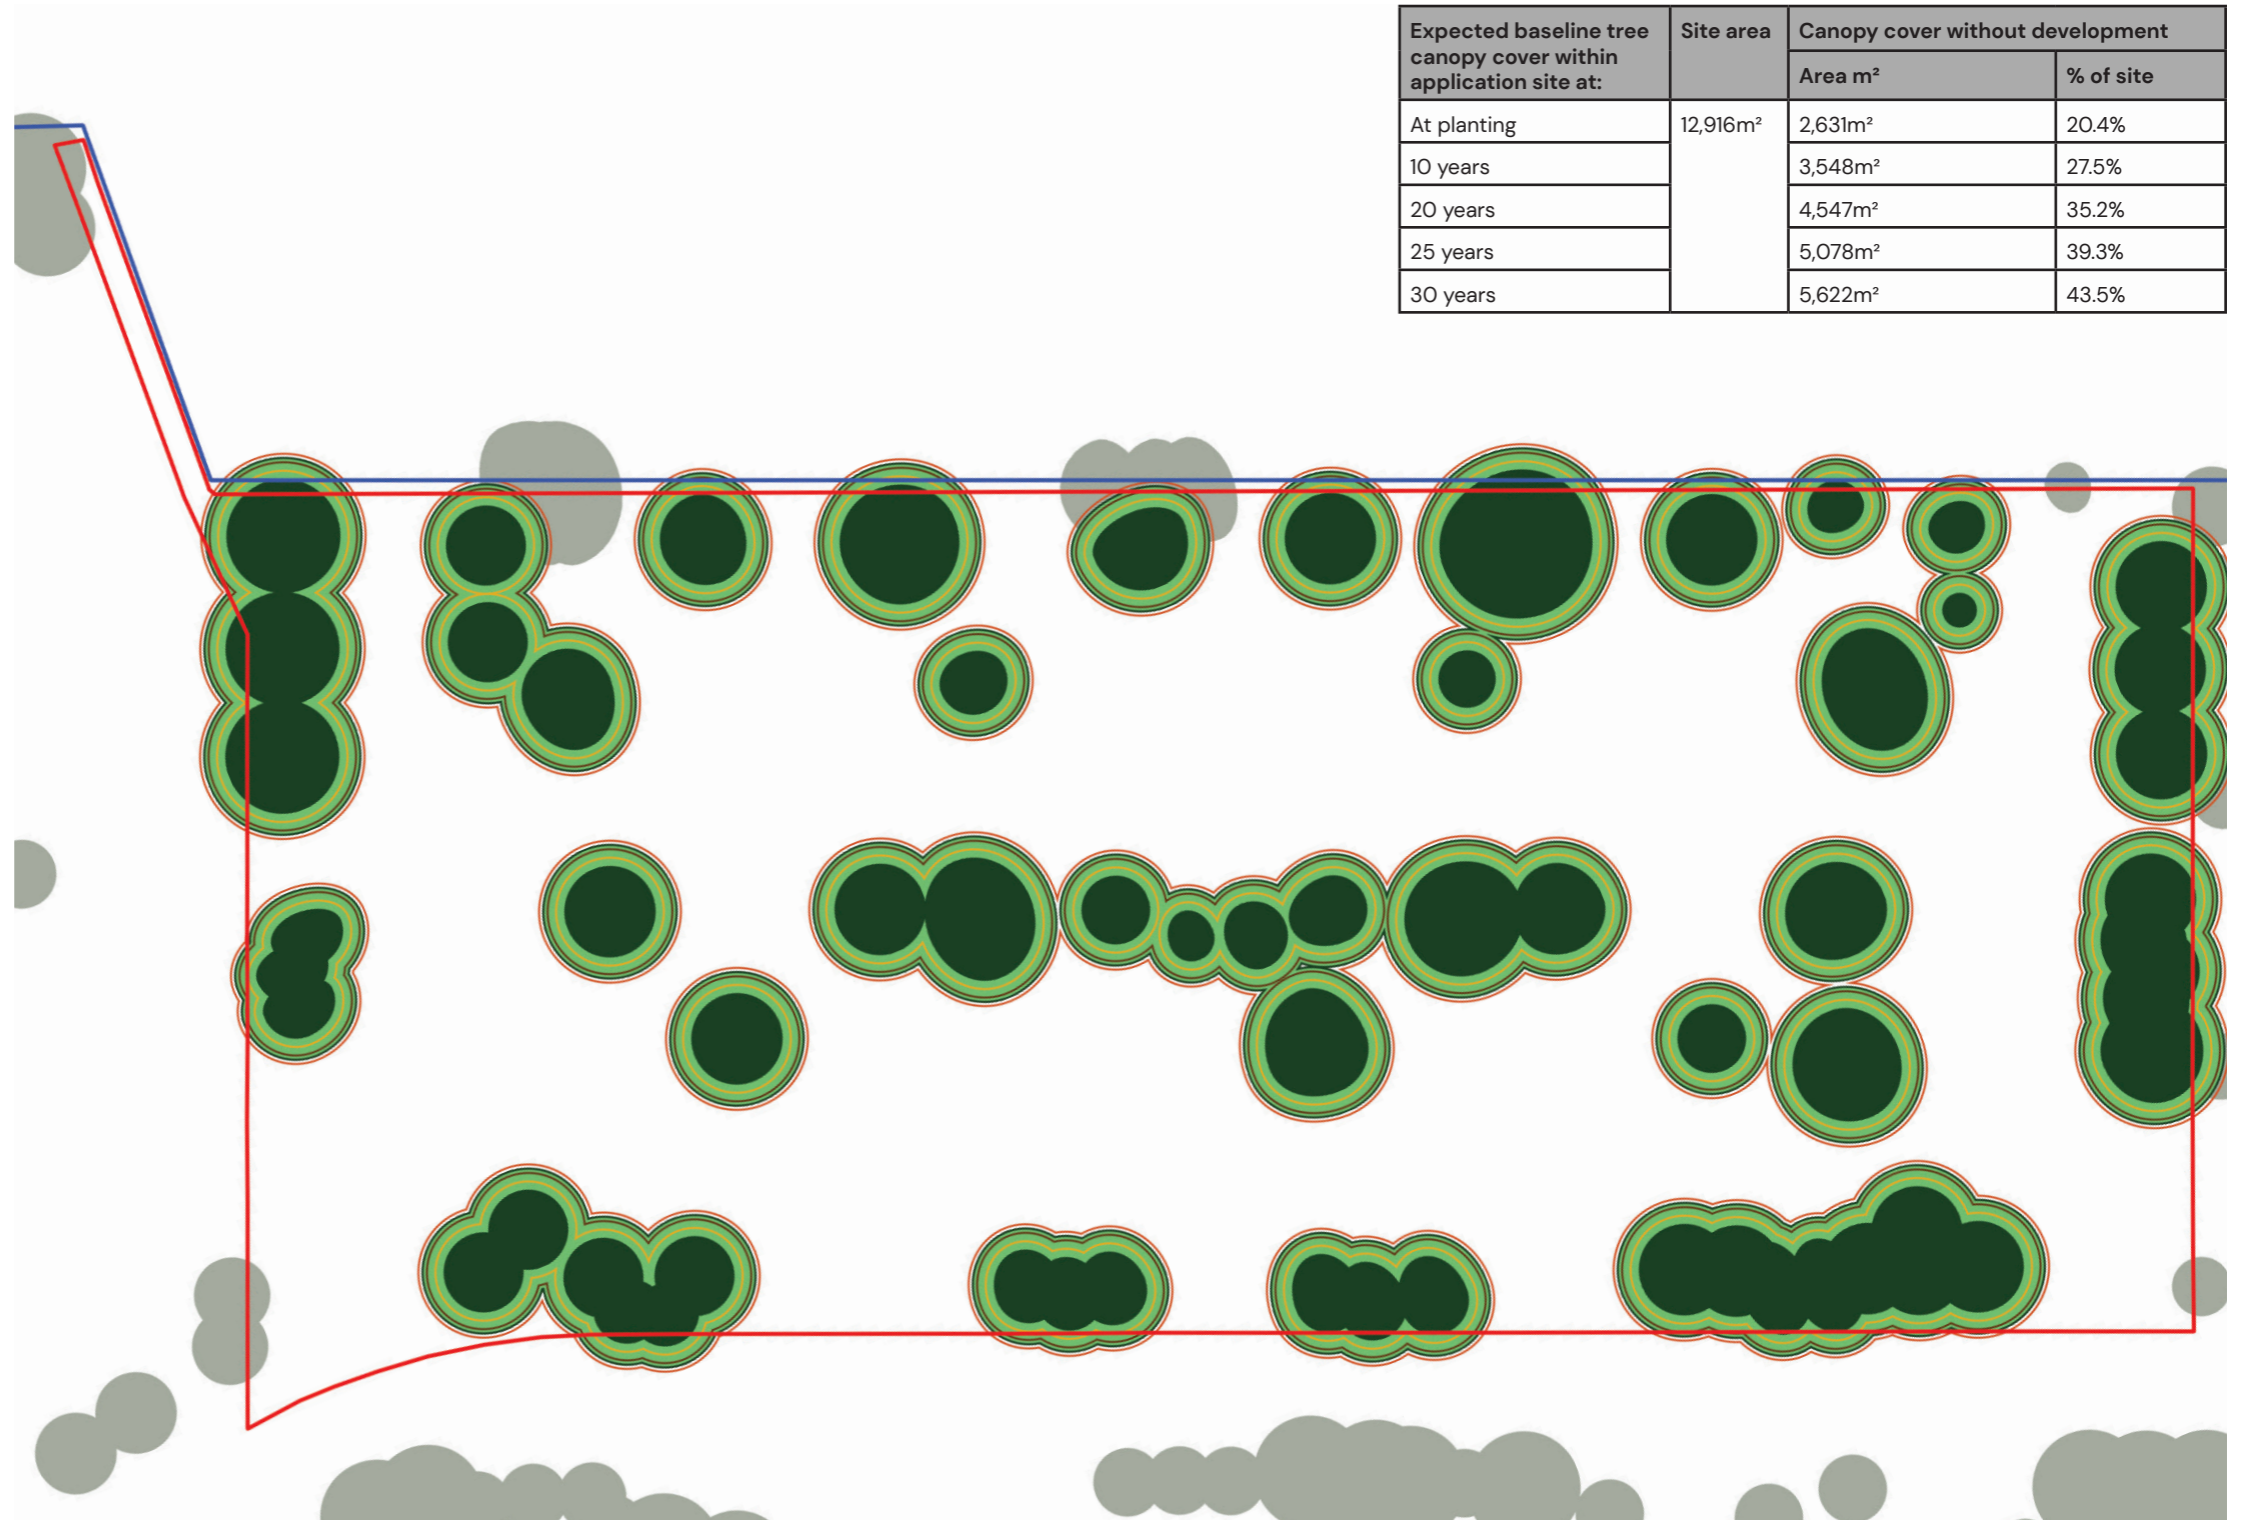 Expected baseline tree
canopy cover within
application site at:
Site area
Canopy cover without development
Area m²
% of site
At planting
12,916m²
2,631m²
20.4%
10 years
3,548m²
27.5%
20 years
4,547m²
35.2%
25 years
5,078m²
39.3%
30 years
5,622m²
43.5%